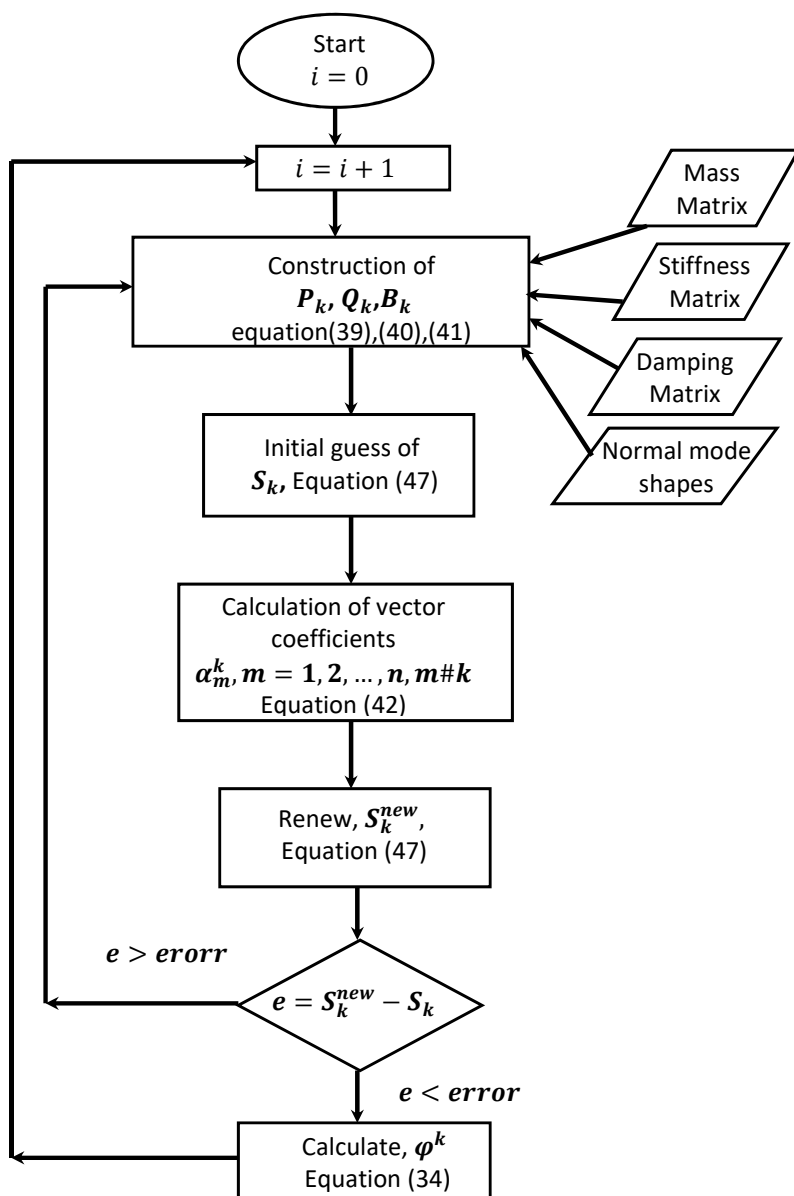 Start
i = 0
i = i + 1
Mass
Matrix
Construction of
P_k, Q_k,B_k
equation(39),(40),(41)
Stiffness
Matrix
Damping
Matrix
Normal mode
shapes
Initial guess of
S_k, Equation (47)
Calculation of vector
coefficients
α_m^k, m = 1, 2, …, n, m#k
Equation (42)
Renew, S_k^new,
Equation (47)
e > erorr
e = S_k^new − S_k
e < error
Calculate, φ^k
Equation (34)